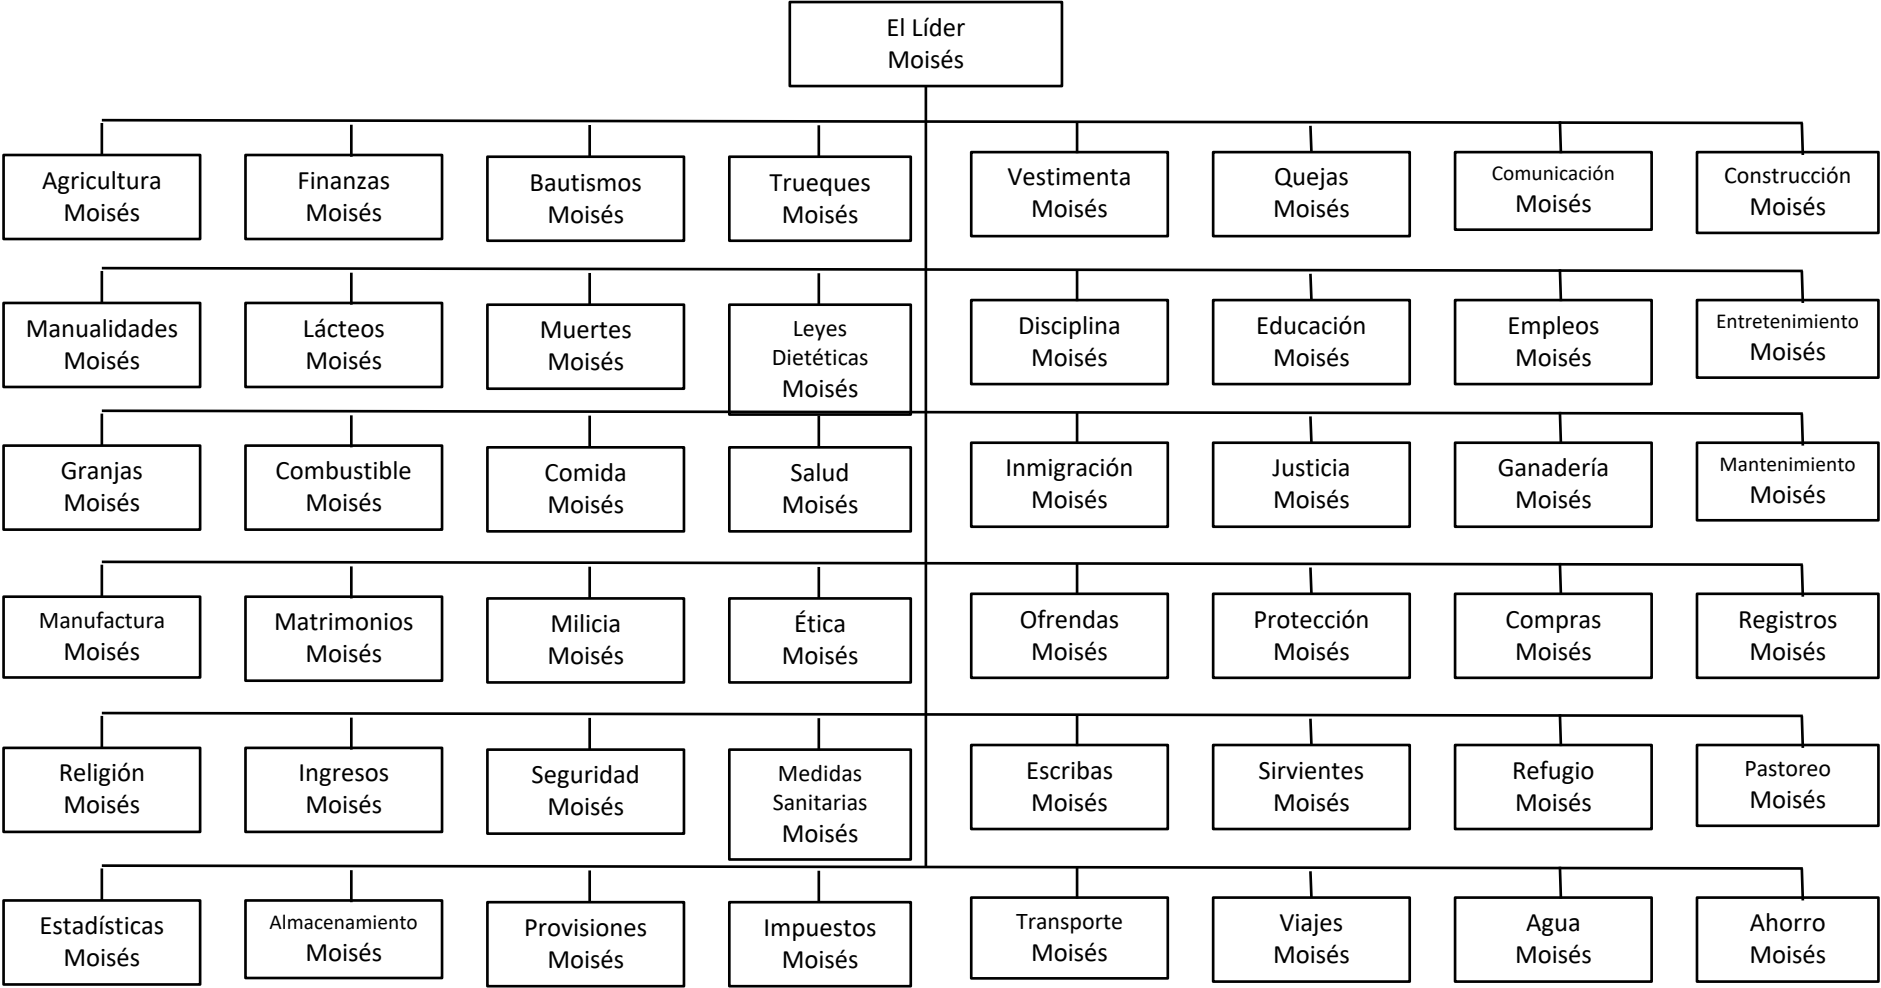 El Líder
Moisés
Agricultura
Moisés
Finanzas
Moisés
Bautismos
Moisés
Trueques
Moisés
Vestimenta
Moisés
Quejas
Moisés
Comunicación
Moisés
Construcción
Moisés
Manualidades
Moisés
Lácteos
Moisés
Muertes
Moisés
Leyes
Dietéticas
Moisés
Disciplina
Moisés
Educación
Moisés
Empleos
Moisés
Entretenimiento
Moisés
Granjas
Moisés
Combustible
Moisés
Comida
Moisés
Salud
Moisés
Inmigración
Moisés
Justicia
Moisés
Ganadería
Moisés
Mantenimiento
Moisés
Manufactura
Moisés
Matrimonios
Moisés
Milicia
Moisés
Ética
Moisés
Ofrendas
Moisés
Protección
Moisés
Compras
Moisés
Registros
Moisés
Religión
Moisés
Ingresos
Moisés
Seguridad
Moisés
Medidas
Sanitarias
Moisés
Escribas
Moisés
Sirvientes
Moisés
Refugio
Moisés
Pastoreo
Moisés
Estadísticas
Moisés
Almacenamiento
Moisés
Provisiones
Moisés
Impuestos
Moisés
Transporte
Moisés
Viajes
Moisés
Agua
Moisés
Ahorro
Moisés